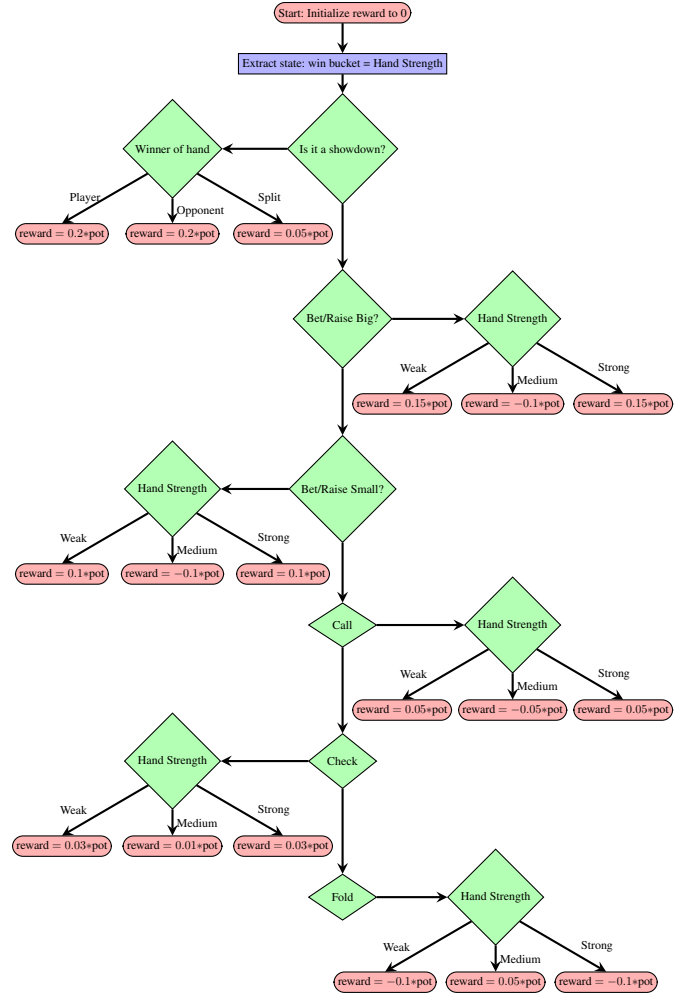 Start: Initialize reward to 0
Extract state: win bucket = Hand Strength
Winner of hand
Is it a showdown?
Player
Opponent
Split
reward = 0.2*pot
reward = 0.2*pot
reward = 0.05*pot
Bet/Raise Big?
Hand Strength
Weak
Medium
Strong
reward = 0.15*pot
reward = −0.1*pot
reward = 0.15*pot
Hand Strength
Bet/Raise Small?
Weak
Medium
Strong
reward = 0.1*pot
reward = −0.1*pot
reward = 0.1*pot
Call
Hand Strength
Weak
Medium
Strong
reward = 0.05*pot
reward = −0.05*pot
reward = 0.05*pot
Hand Strength
Check
Weak
Medium
Strong
reward = 0.03*pot
reward = 0.01*pot
reward = 0.03*pot
Fold
Hand Strength
Weak
Medium
Strong
reward = −0.1*pot
reward = 0.05*pot
reward = −0.1*pot